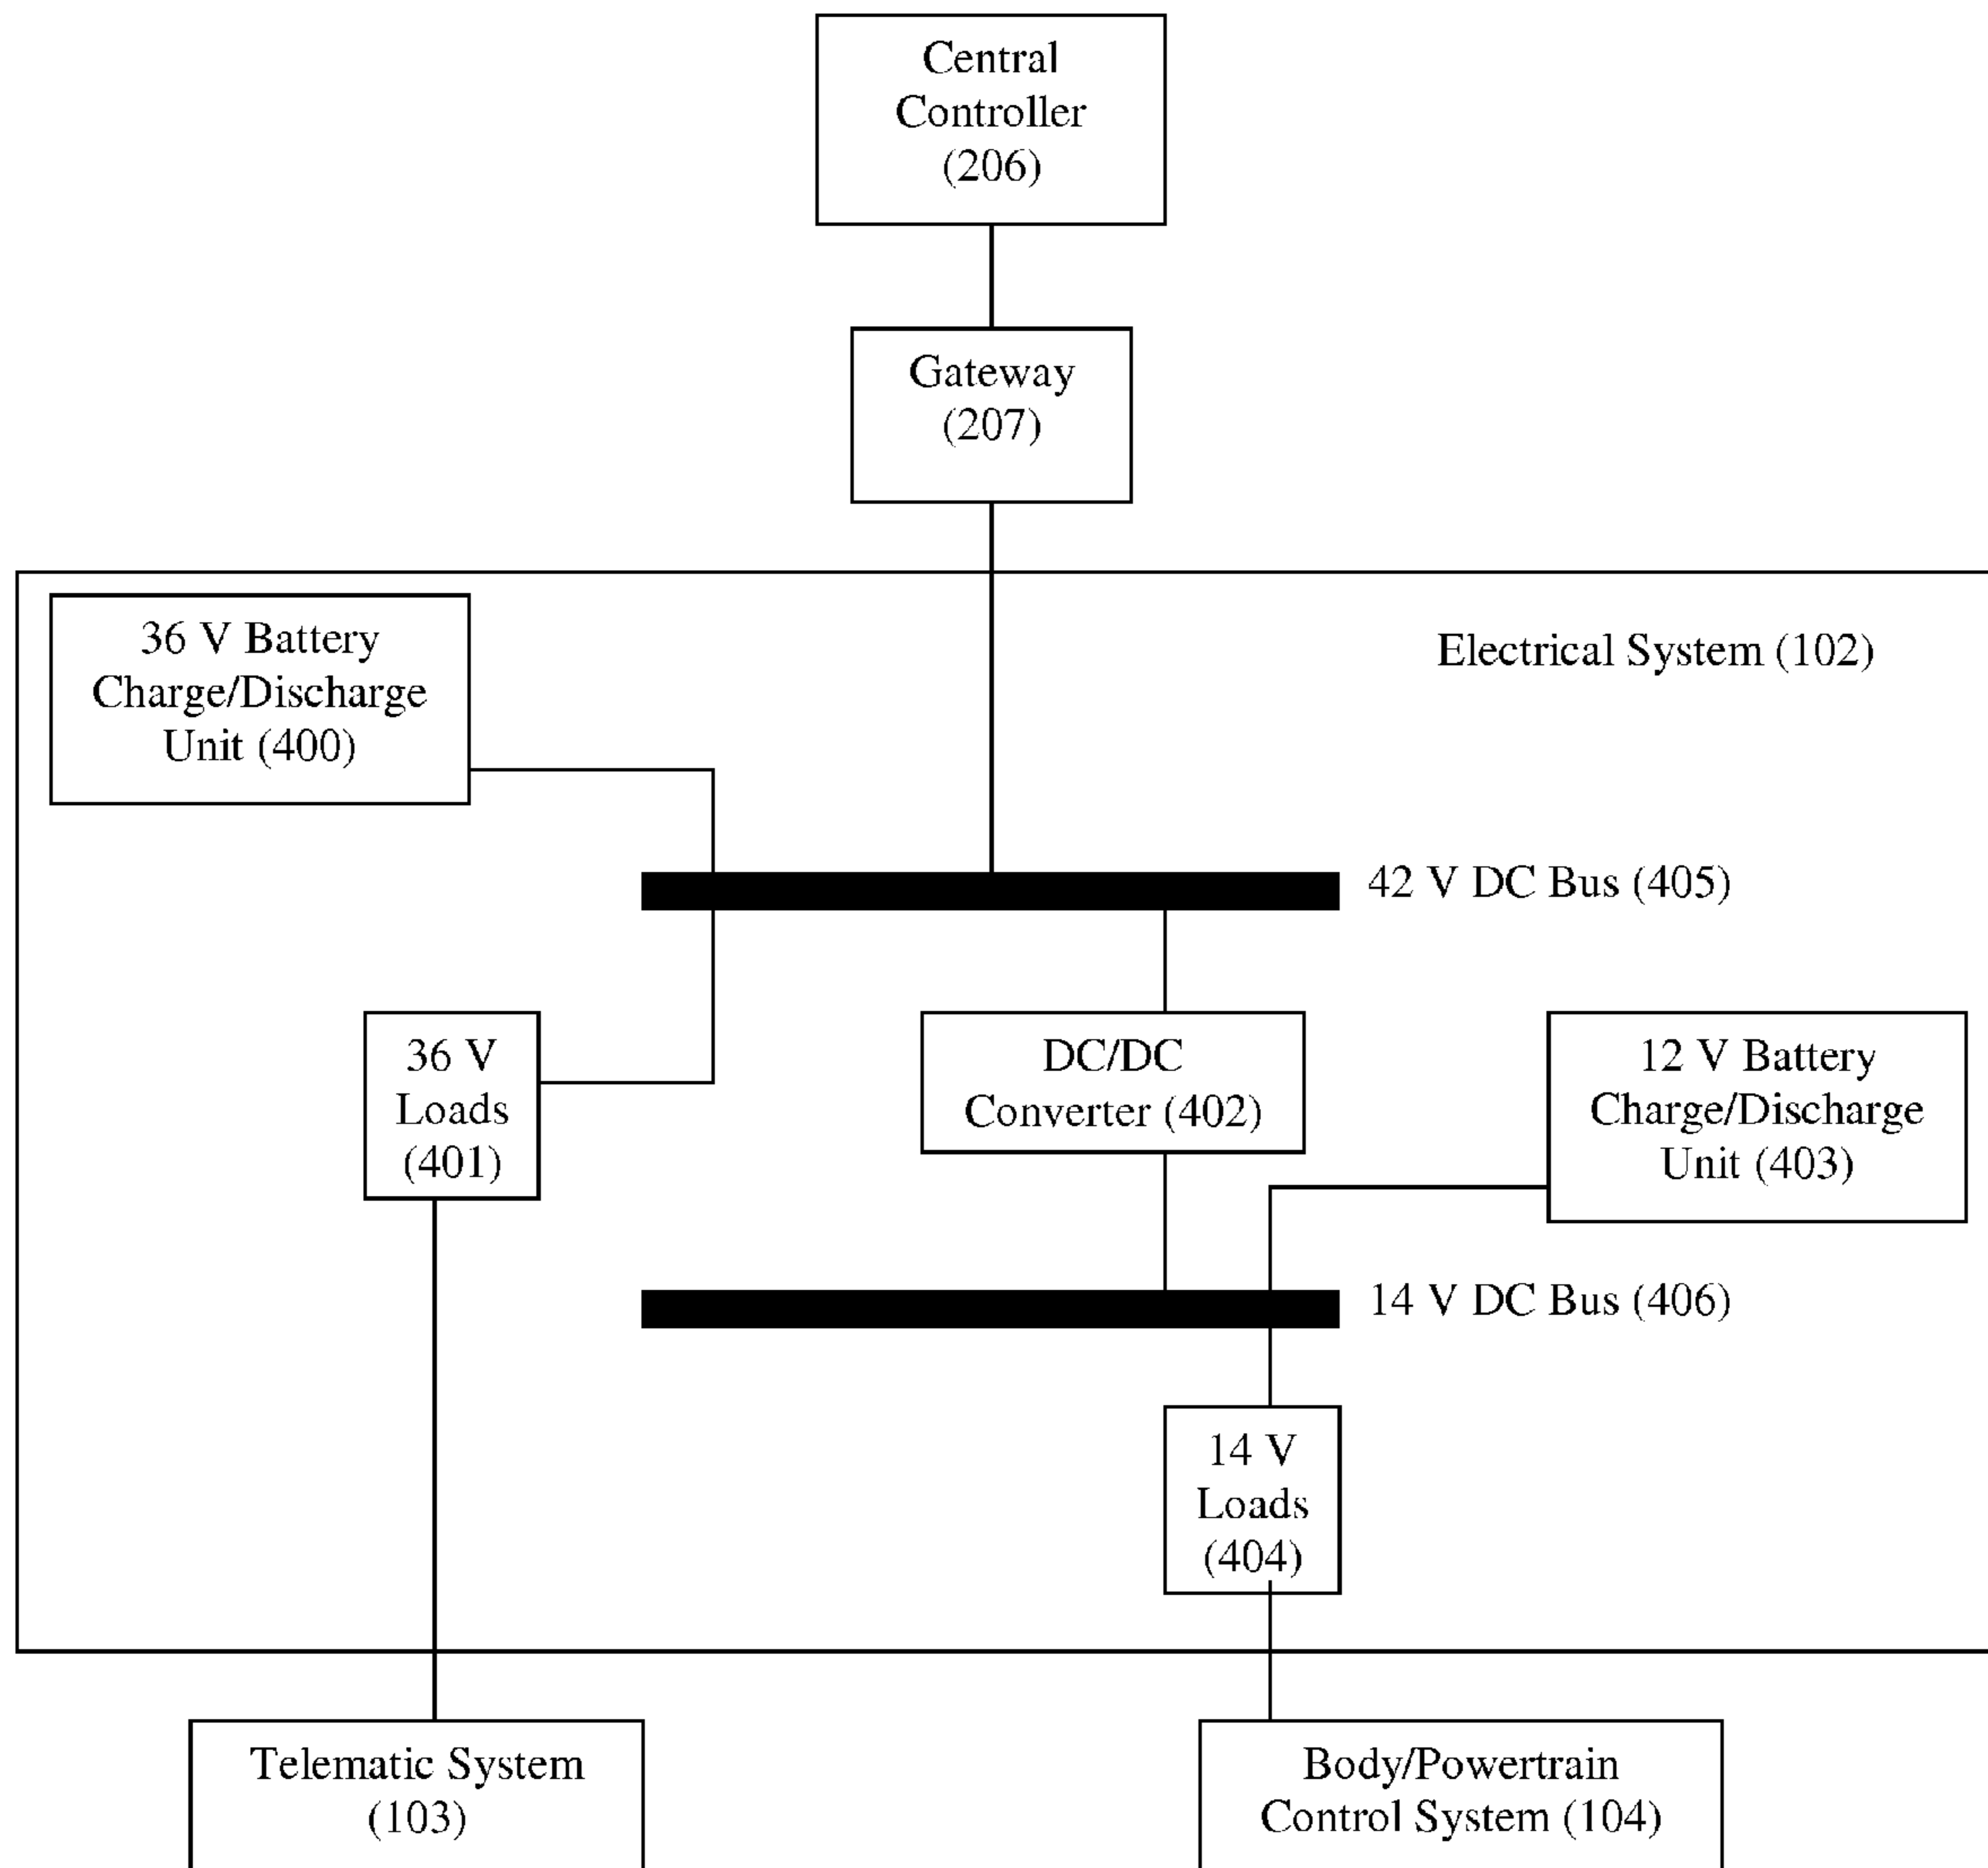 Central
Controller
(206)
Gateway
(207)
36 V Battery
Charge/Discharge
Unit (400)
Electrical System (102)
42 V DC Bus (405)
36 V
Loads
(401)
DC/DC
Converter (402)
12 V Battery
Charge/Discharge
Unit (403)
14 V DC Bus (406)
14 V
Loads
(404)
Telematic System
(103)
Body/Powertrain
Control System (104)